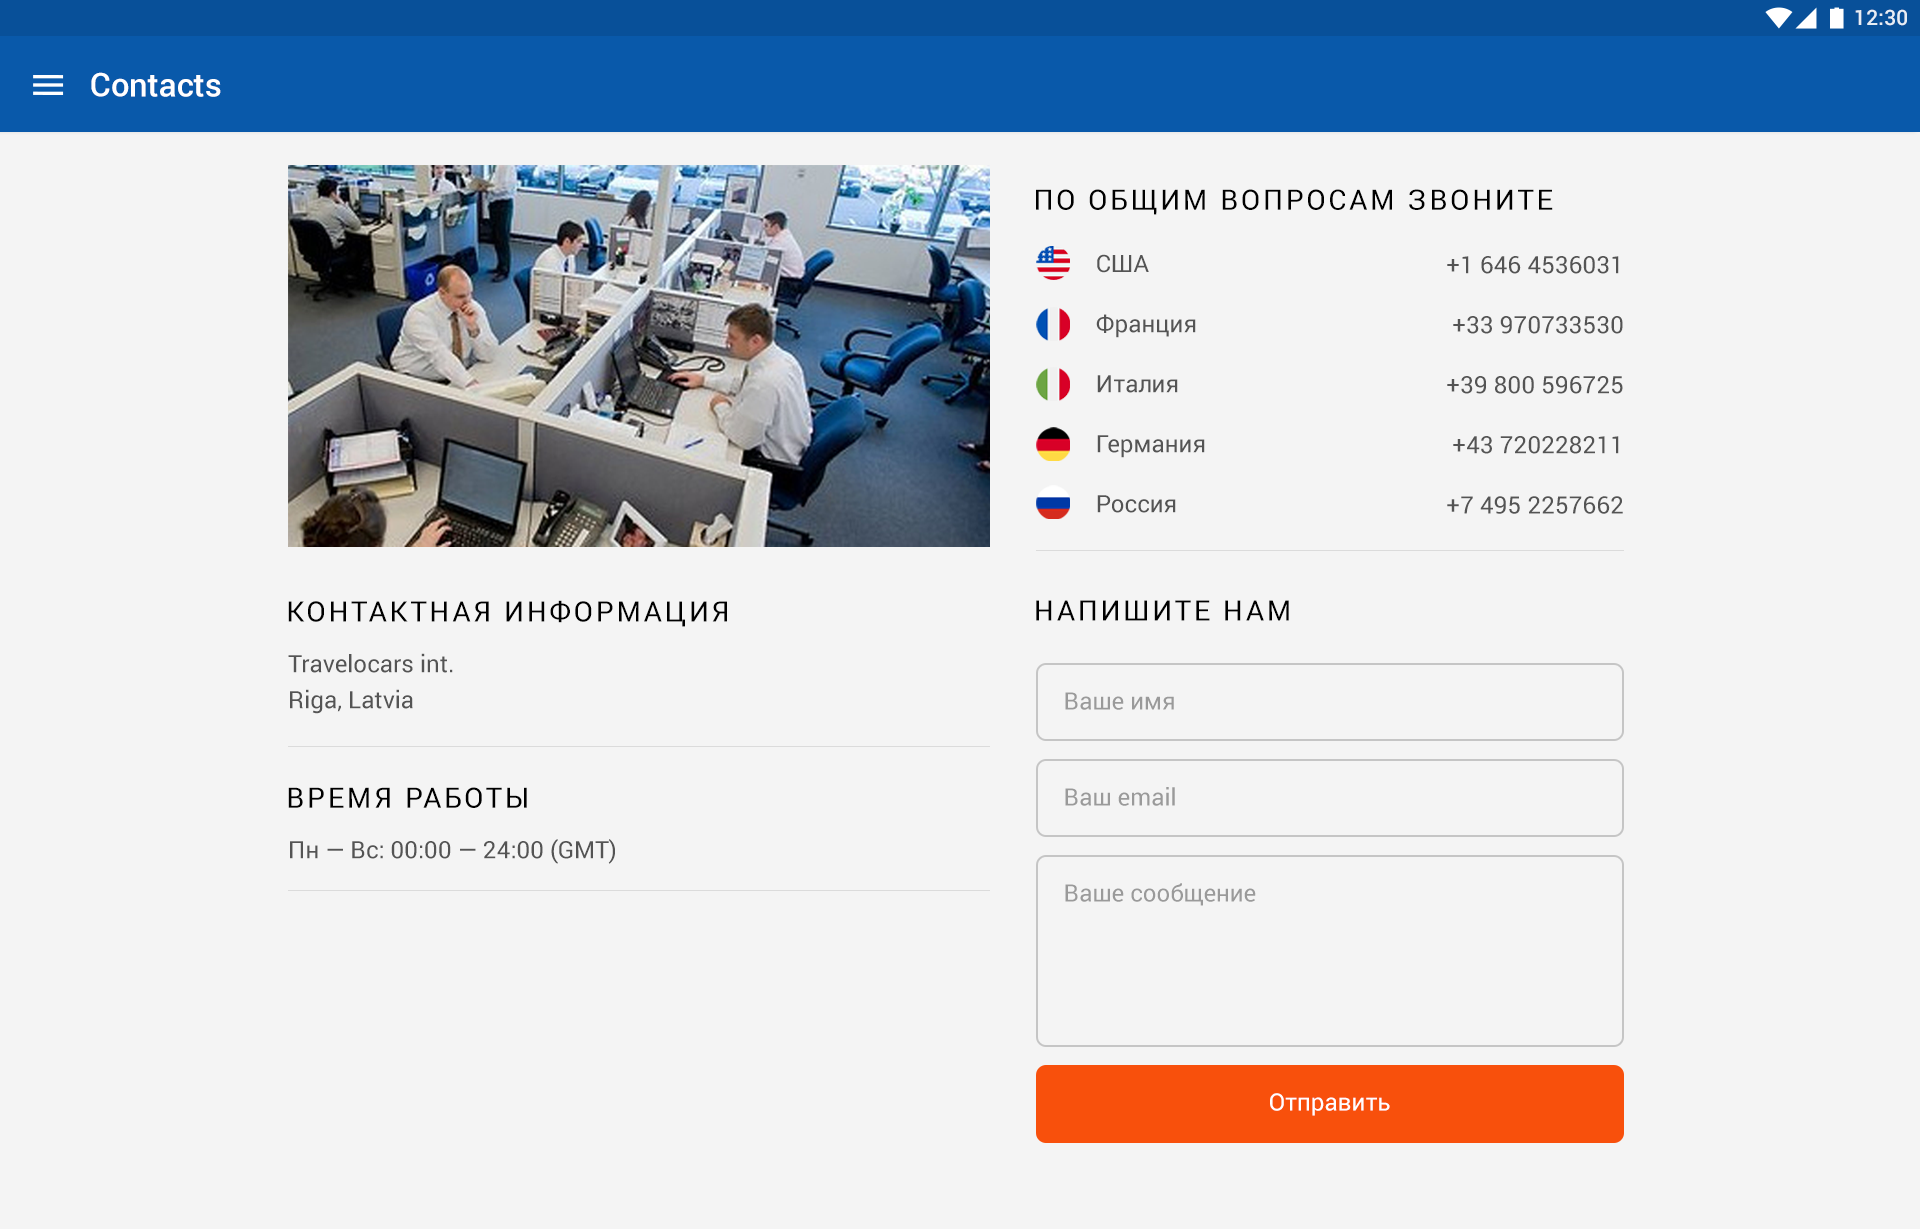 12:30
Contacts
ПО ОБЩИМ ВОПРОСАМ ЗВОНИТЕ
США +1 646 4536031
Франция +33 970733530
Италия +39 800 596725
Германия +43 720228211
Россия +7 495 2257662
КОНТАКТНАЯ ИНФОРМАЦИЯ
Travelocars int.
Riga, Latvia
ВРЕМЯ РАБОТЫ
Пн — Вс: 00:00 — 24:00 (GMT)
НАПИШИТЕ НАМ
Ваше имя
Ваш email
Ваше сообщение
Отправить